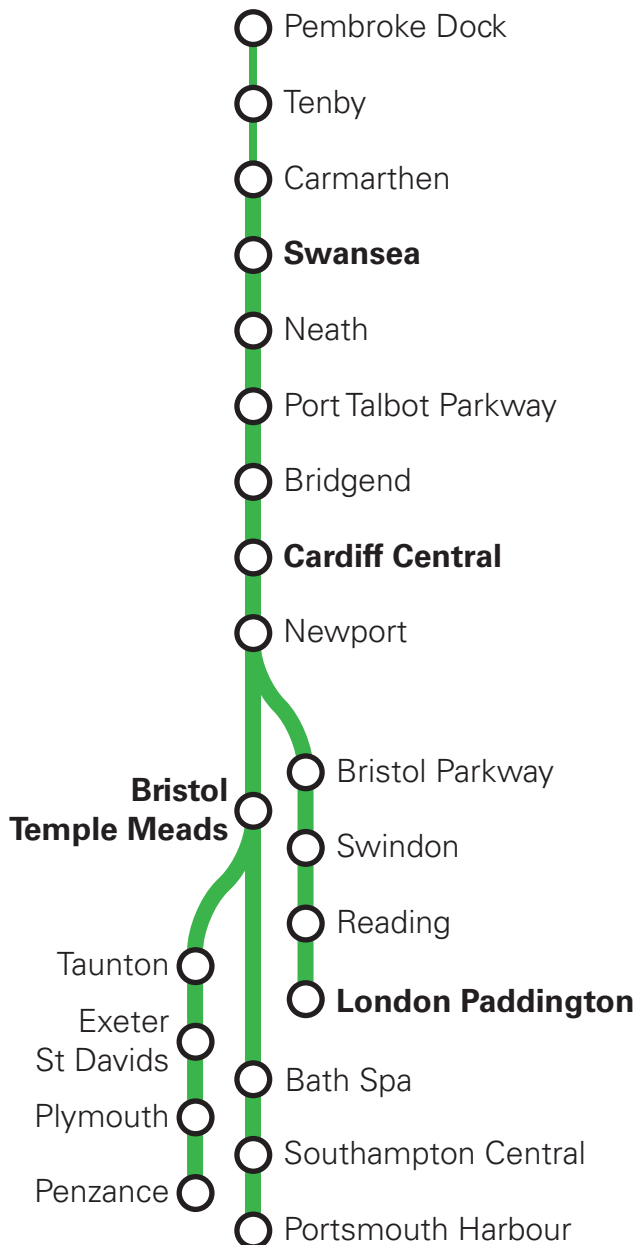 Pembroke Dock
Tenby
Carmarthen
Swansea
Neath
Port Talbot Parkway
Bridgend
Cardiff Central
Newport
Bristol Parkway
Bristol
Temple Meads
Swindon
Reading
Taunton
London Paddington
Exeter
St Davids
Bath Spa
Plymouth
Southampton Central
Penzance
Portsmouth Harbour